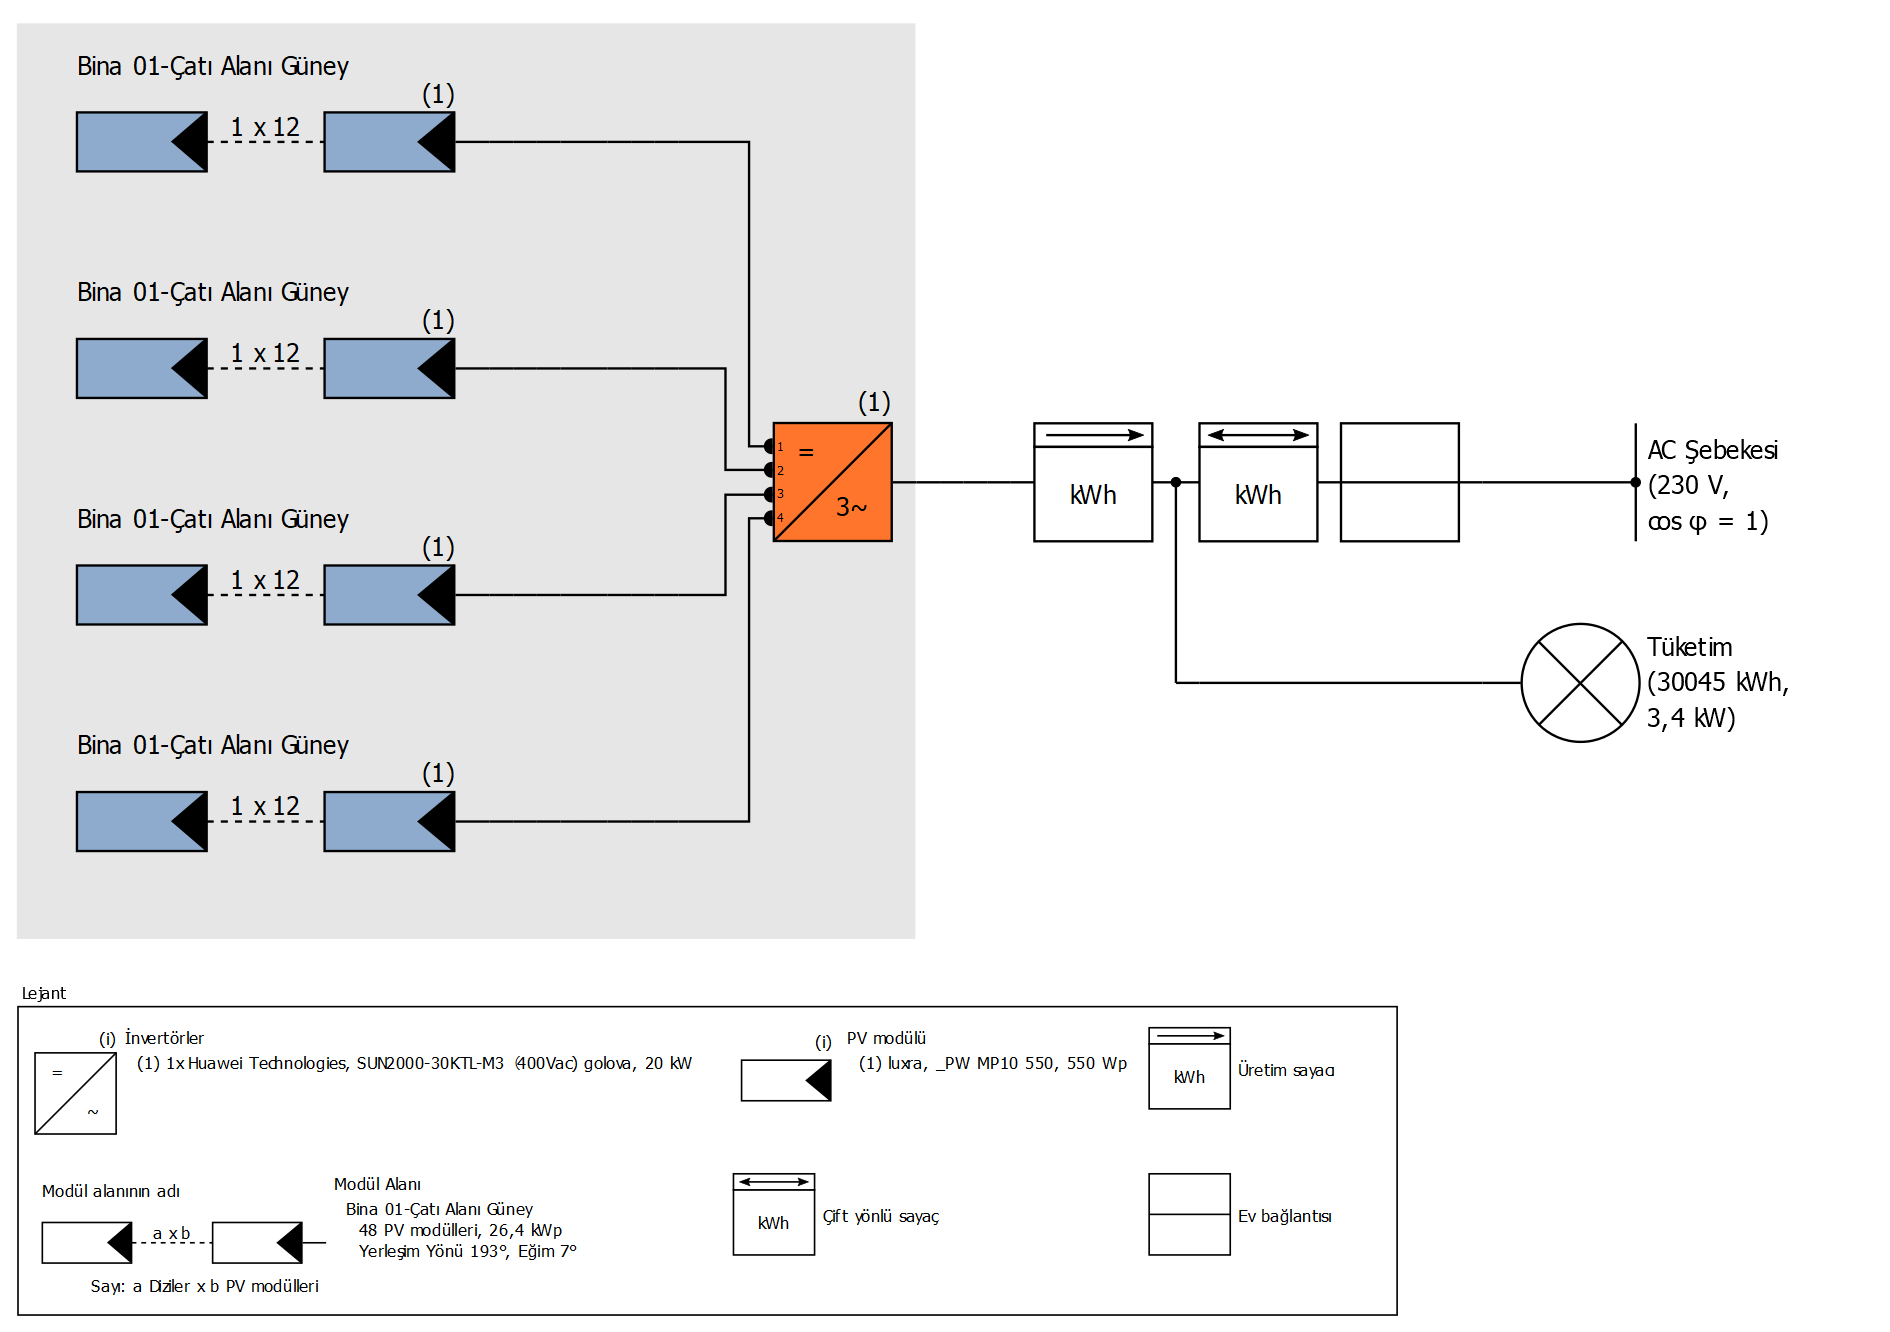 Bina 01-Çatı Alanı Güney
(1)
1 x 12
Bina 01-Çatı Alanı Güney
(1)
1 x 12
Bina 01-Çatı Alanı Güney
(1)
1 x 12
Bina 01-Çatı Alanı Güney
(1)
1 x 12
(1)
1
2
3
4
=
3~
kWh
kWh
AC Şebekesi
(230 V,
cos φ = 1)
Tüketim
(30045 kWh,
3,4 kW)
Lejant
(i) İnvertörler
(1) 1x Huawei Technologies, SUN2000-30KTL-M3 (400Vac) golova, 20 kW
=
~
(i) PV modülü
(1) luxra, _PW MP10 550, 550 Wp
kWh
Üretim sayacı
Modül alanının adı
a x b
Sayı: a Diziler x b PV modülleri
Modül Alanı
Bina 01-Çatı Alanı Güney
48 PV modülleri, 26,4 kWp
Yerleşim Yönü 193°, Eğim 7°
kWh
Çift yönlü sayaç
Ev bağlantısı